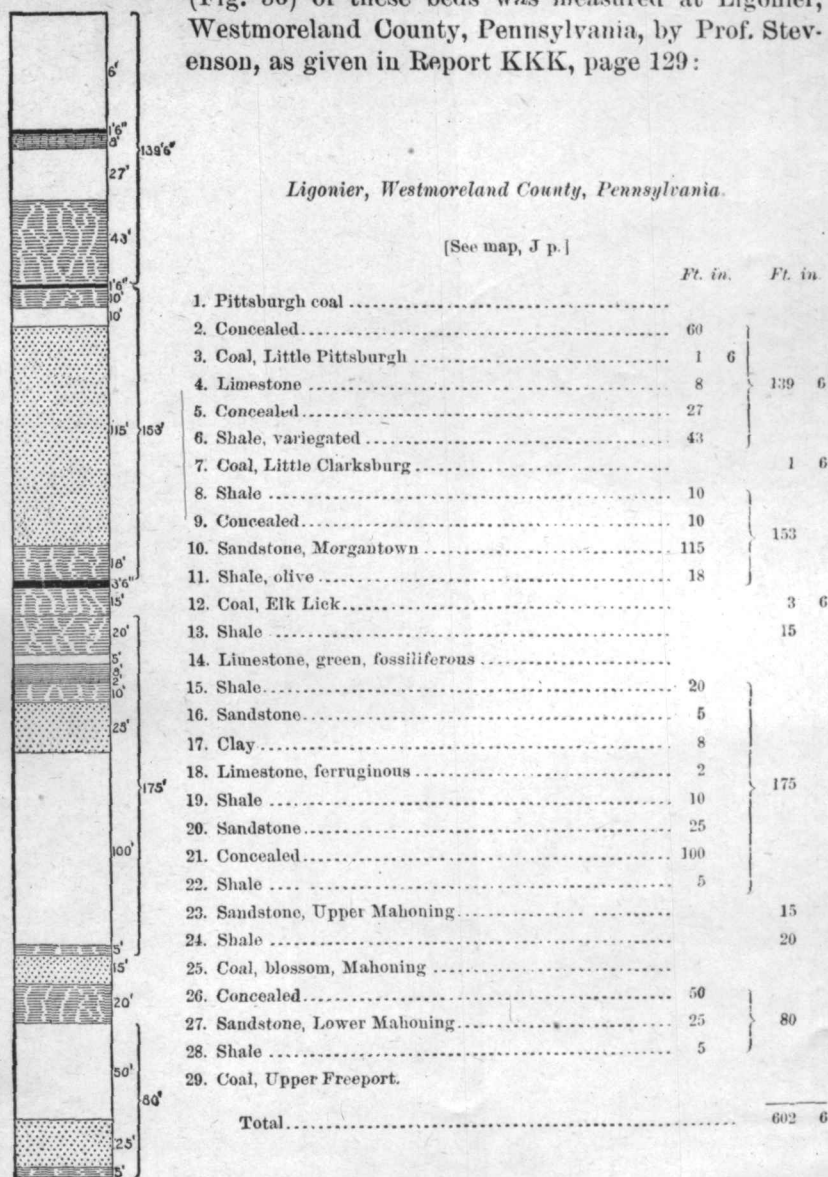 (Fig. 30) of these beds was measured at Ligonier,
Westmoreland County, Pennsylvania, by Prof. Stev-
enson, as given in Report KKK, page 129:
Ligonier, Westmoreland County, Pennsylvania.
[See map, J p.]
Ft. in. Ft. in.
1. Pittsburgh coal
2. Concealed 60
3. Coal, Little Pittsburgh 1 6
4. Limestone 8 139 6
5. Concealed 27
6. Shale, variegated 43
7. Coal, Little Clarksburg 1 6
8. Shale 10
9. Concealed 10
153
10. Sandstone, Morgantown 115
11. Shale, olive 18
12. Coal, Elk Lick 3 6
13. Shale 15
14. Limestone, green, fossiliferous
15. Shale 20
16. Sandstone 5
17. Clay 8
18. Limestone, ferruginous 2
175
19. Shale 10
20. Sandstone 25
21. Concealed 100
22. Shale 5
23. Sandstone, Upper Mahoning 15
24. Shale 20
25. Coal, blossom, Mahoning
26. Concealed 50
27. Sandstone, Lower Mahoning 25 80
28. Shale 5
29. Coal, Upper Freeport.
Total 602 6
6'
1'6"
8'
139'6"
27'
43'
1'6"
10'
10'
115' 153'
18'
3'6"
15'
20'
5'
8'
2'
10'
25'
175'
100'
5'
15'
20'
50'
80'
25'
5'